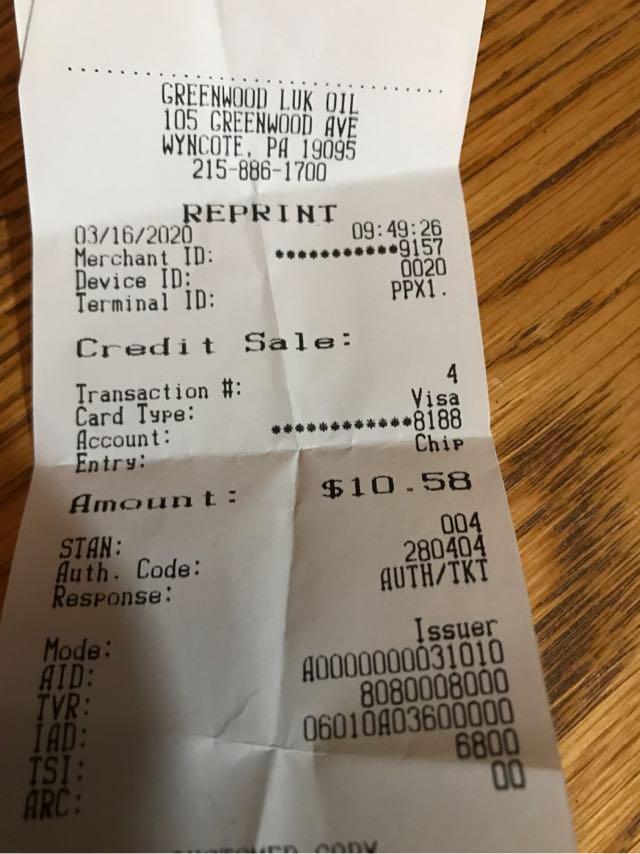 GREENWOOD LUK OIL
105 GREENWOOD AVE
WYNCOTE, PA 19095
215-886-1700
REPRINT
03/16/2020 09:49:26
Merchant ID: ***********9157
Device ID: 0020
Terminal ID: PPX1.
Credit Sale:
Transaction #: 4
Card Type: Visa
Account: ************8188
Entry: Chip
Amount: $10.58
STAN: 004
Auth. Code: 280404
Response: AUTH/TKT
Mode: Issuer
AID: A0000000031010
TVR: 8080008000
IAD: 06010A03600000
TSI: 6800
ARC: 00
CUSTOMER COPY